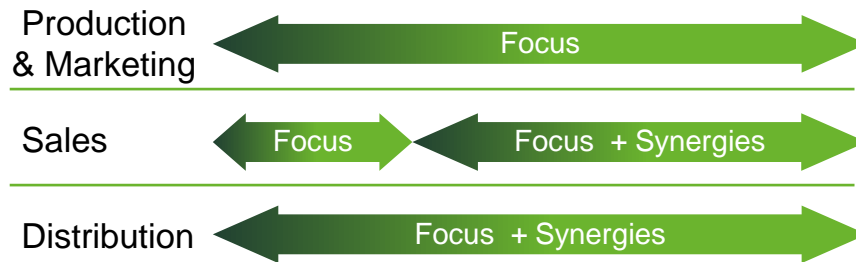 Production
& Marketing
Focus
Sales
Focus
Focus + Synergies
Distribution
Focus + Synergies